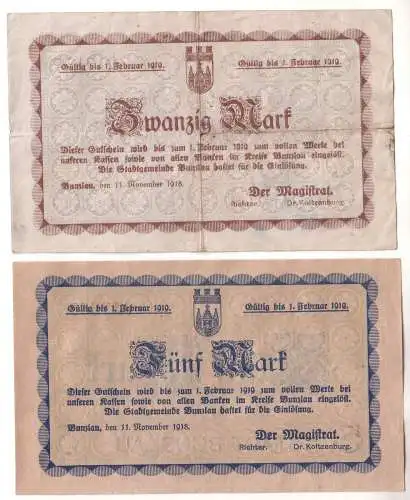 Gültig bis 1. Februar 1919. Gültig bis 1. Februar 1919.
Zwanzig Mark
Dieser Gutschein wird bis zum 1. Februar 1919 zum vollen Werte bei
unseren Kassen sowie von allen Banken im Kreise Bunzlau eingelöst.
Die Stadtgemeinde Bunzlau haftet für die Einlösung.
Bunzlau, den 11. November 1918.
Der Magistrat.
Richter. Dr. Koltzenburg.
Gültig bis 1. Februar 1919. Gültig bis 1. Februar 1919.
Fünf Mark
Dieser Gutschein wird bis zum 1. Februar 1919 zum vollen Werte bei
unseren Kassen sowie von allen Banken im Kreise Bunzlau eingelöst.
Die Stadtgemeinde Bunzlau haftet für die Einlösung.
Bunzlau, den 11. November 1918.
Der Magistrat.
Richter. Dr. Koltzenburg.